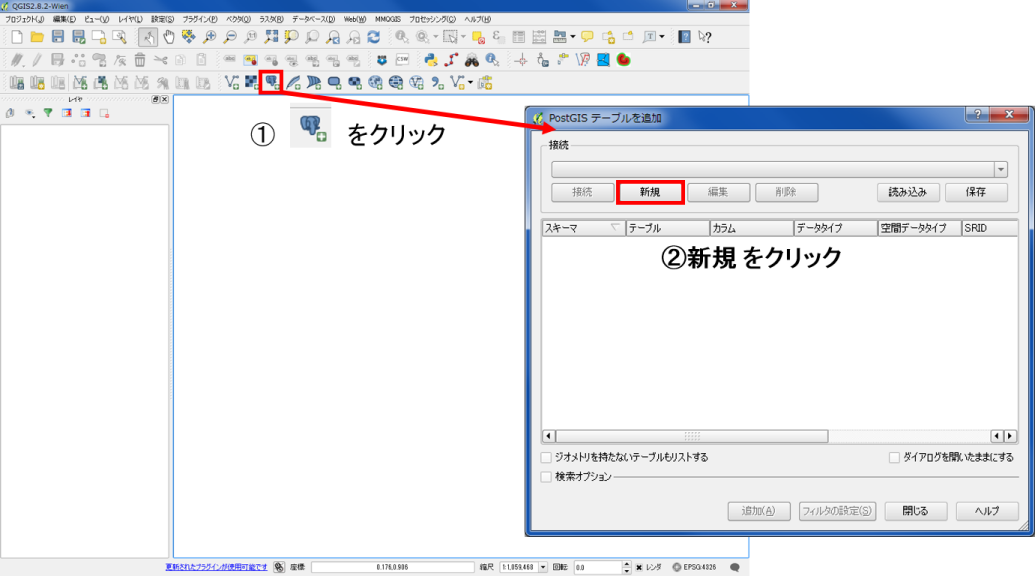 QGIS2.8.2-Wien
プロジェクト(J) 編集(E) ビュー(V) レイヤ(L) 設定(S) プラグイン(P) ベクタ(O) ラスタ(R) データベース(D) Web(W) MMQGIS プロセッシング(C) ヘルプ(H)
CSW
レイヤ
① をクリック
PostGIS テーブルを追加
接続
接続 新規 編集 削除 読み込み 保存
スキーマ テーブル カラム データタイプ 空間データタイプ SRID
②新規 をクリック
ジオメトリを持たないテーブルもリストする ダイアログを開いたままにする
検索オプション
追加(A) フィルタの設定(S) 閉じる ヘルプ
更新されたプラグインが使用可能です 座標: 0.176,0.906 縮尺 1:1,059,468 回転: 0.0 レンダ EPSG:4326